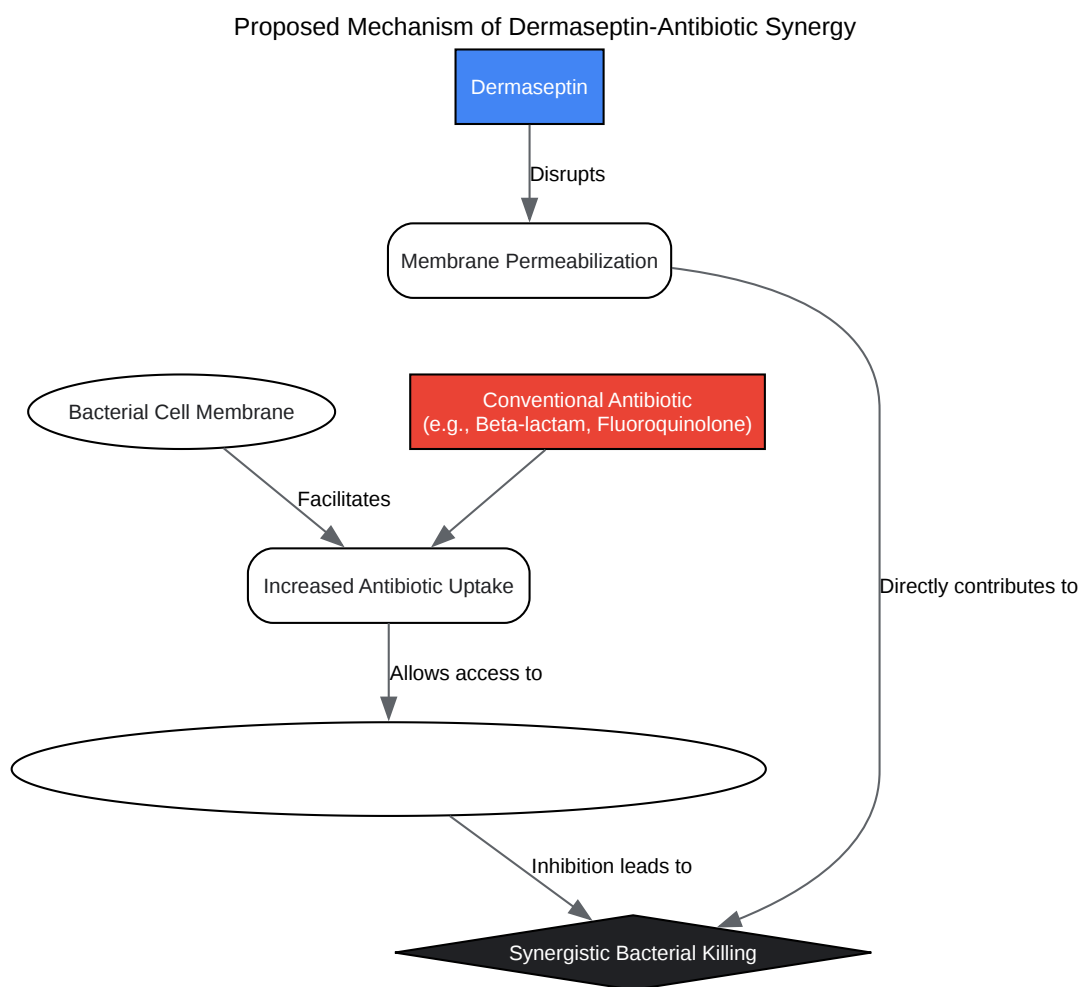 Proposed Mechanism of Dermaseptin-Antibiotic Synergy
Dermaseptin
Disrupts
Membrane Permeabilization
Bacterial Cell Membrane
Conventional Antibiotic
(e.g., Beta-lactam, Fluoroquinolone)
Facilitates
Increased Antibiotic Uptake
Directly contributes to
Allows access to
Inhibition leads to
Synergistic Bacterial Killing